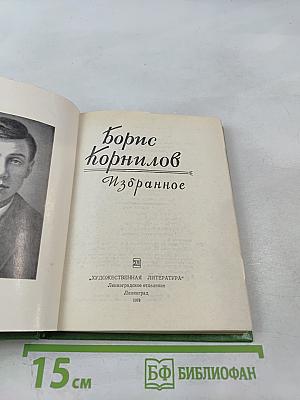 Борис
Корнилов
Избранное
„ХУДОЖЕСТВЕННАЯ ЛИТЕРАТУРА"
Ленинградское отделение
Ленинград
15 см
БФ БИБЛИОФАН